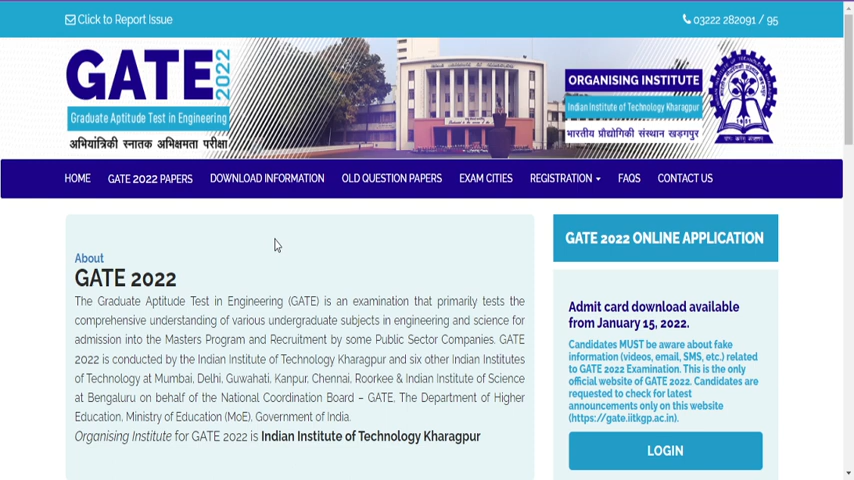 Click to Report Issue
03222 282091 / 95
GATE 2022
Graduate Aptitude Test in Engineering
अभियांत्रिकी स्नातक अभिक्षमता परीक्षा
ORGANISING INSTITUTE
Indian Institute of Technology Kharagpur
भारतीय प्रौद्योगिकी संस्थान खड़गपुर
HOME
GATE 2022 PAPERS
DOWNLOAD INFORMATION
OLD QUESTION PAPERS
EXAM CITIES
REGISTRATION
FAQS
CONTACT US
About
GATE 2022
The Graduate Aptitude Test in Engineering (GATE) is an examination that primarily tests the
comprehensive understanding of various undergraduate subjects in engineering and science for
admission into the Masters Program and Recruitment by some Public Sector Companies. GATE
2022 is conducted by the Indian Institute of Technology Kharagpur and six other Indian Institutes
of Technology at Mumbai, Delhi, Guwahati, Kanpur, Chennai, Roorkee & Indian Institute of Science
at Bengaluru on behalf of the National Coordination Board – GATE, The Department of Higher
Education, Ministry of Education (MoE), Government of India.
Organising Institute for GATE 2022 is Indian Institute of Technology Kharagpur
GATE 2022 ONLINE APPLICATION
Admit card download available
from January 15, 2022.
Candidates MUST be aware about fake
information (videos, email, SMS, etc.) related
to GATE 2022 Examination. This is the only
official website of GATE 2022. Candidates are
requested to check for latest
announcements only on this website
(https://gate.iitkgp.ac.in).
LOGIN